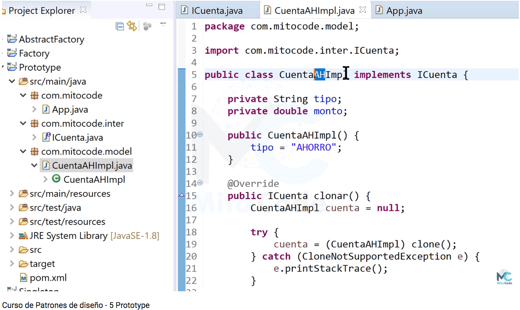 Project Explorer
AbstractFactory
Factory
Prototype
src/main/java
com.mitocode
App.java
com.mitocode.inter
ICuenta.java
com.mitocode.model
CuentaAHImpl.java
CuentaAHImpl
src/main/resources
src/test/java
src/test/resources
JRE System Library [JavaSE-1.8]
src
target
pom.xml
ICuenta.java
CuentaAHImpl.java
App.java
1 package com.mitocode.model;
2
3 import com.mitocode.inter.ICuenta;
4
5 public class CuentaAHImpl implements ICuenta {
6
7 private String tipo;
8 private double monto;
9
10 public CuentaAHImpl() {
11 tipo = "AHORRO";
12 }
13
14 @Override
15 public ICuenta clonar() {
16 CuentaAHImpl cuenta = null;
17
18 try {
19 cuenta = (CuentaAHImpl) clone();
20 } catch (CloneNotSupportedException e) {
21 e.printStackTrace();
22 }
Curso de Patrones de diseño - 5 Prototype